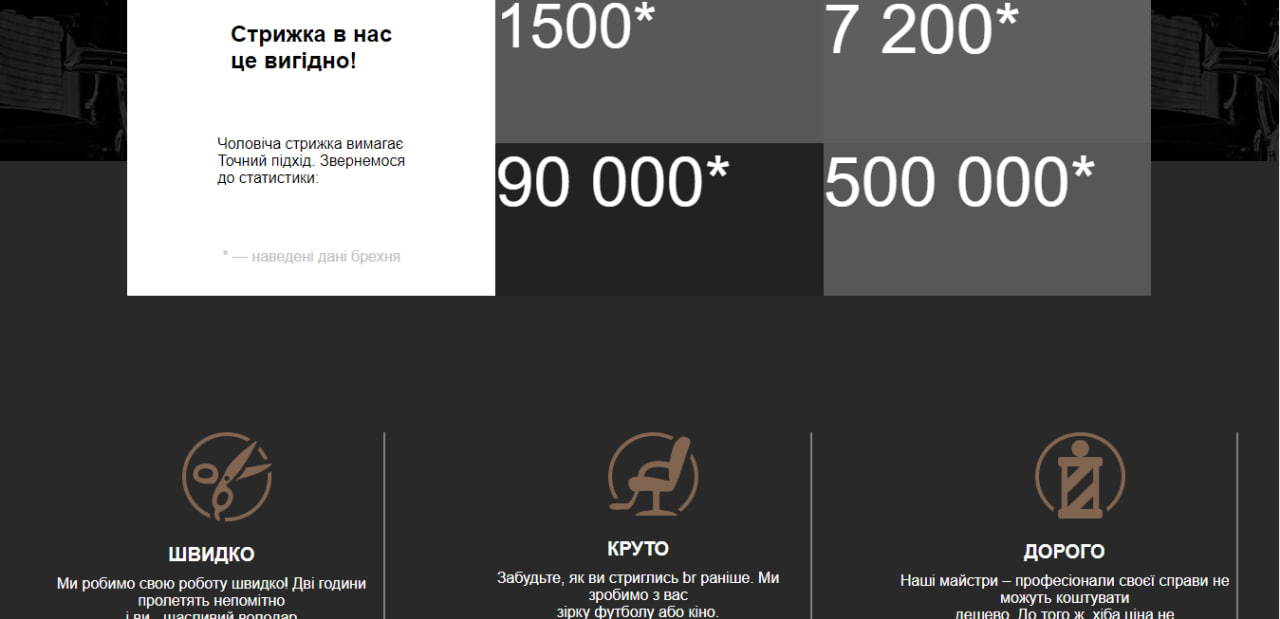 Стрижка в нас
це вигідно!
1500*
7 200*
Чоловіча стрижка вимагає
Точний підхід. Звернемося
до статистики:
90 000*
500 000*
* — наведені дані брехня
ШВИДКО
КРУТО
ДОРОГО
Ми робимо свою роботу швидко! Дві години
пролетять непомітно
і ви - щасливий володар
Забудьте, як ви стриглись br раніше. Ми
зробимо з вас
зірку футболу або кіно.
Наші майстри – професіонали своєї справи не
можуть коштувати
дешево. До того ж, хіба ціна не